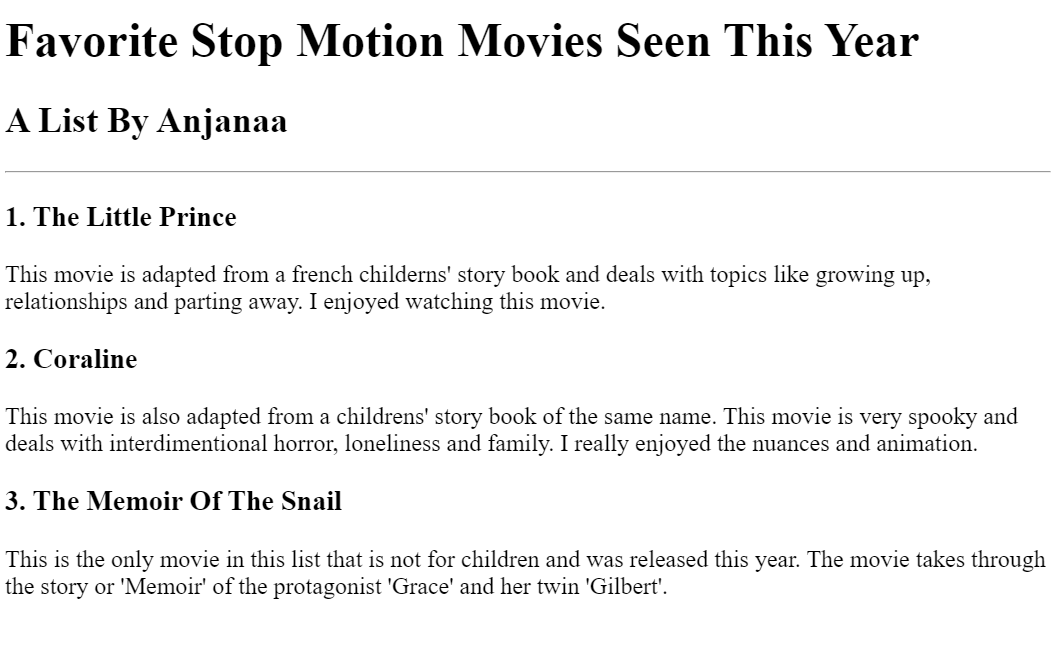 Favorite Stop Motion Movies Seen This Year
A List By Anjanaa
1. The Little Prince
This movie is adapted from a french childerns' story book and deals with topics like growing up,
relationships and parting away. I enjoyed watching this movie.
2. Coraline
This movie is also adapted from a childrens' story book of the same name. This movie is very spooky and
deals with interdimentional horror, loneliness and family. I really enjoyed the nuances and animation.
3. The Memoir Of The Snail
This is the only movie in this list that is not for children and was released this year. The movie takes through
the story or 'Memoir' of the protagonist 'Grace' and her twin 'Gilbert'.